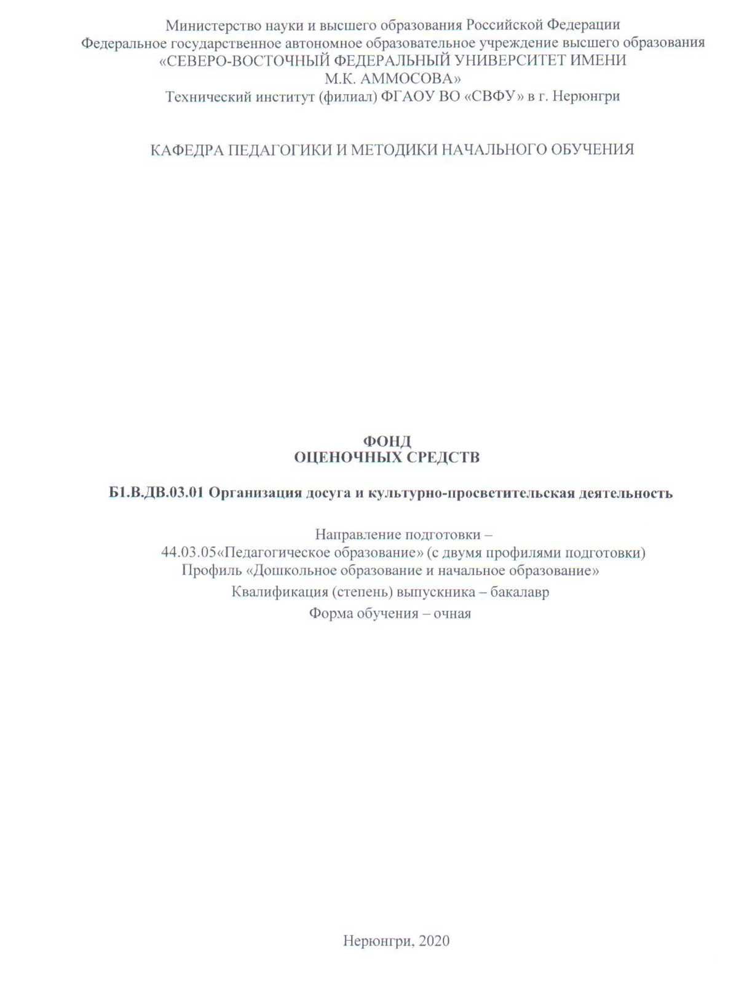 Министерство науки и высшего образования Российской Федерации
Федеральное государственное автономное образовательное учреждение высшего образования
«СЕВЕРО-ВОСТОЧНЫЙ ФЕДЕРАЛЬНЫЙ УНИВЕРСИТЕТ ИМЕНИ
М.К. АММОСОВА»
Технический институт (филиал) ФГАОУ ВО «СВФУ» в г. Нерюнгри
КАФЕДРА ПЕДАГОГИКИ И МЕТОДИКИ НАЧАЛЬНОГО ОБУЧЕНИЯ
ФОНД
ОЦЕНОЧНЫХ СРЕДСТВ
Б1.В.ДВ.03.01 Организация досуга и культурно-просветительская деятельность
Направление подготовки –
44.03.05«Педагогическое образование» (с двумя профилями подготовки)
Профиль «Дошкольное образование и начальное образование»
Квалификация (степень) выпускника – бакалавр
Форма обучения – очная
Нерюнгри, 2020